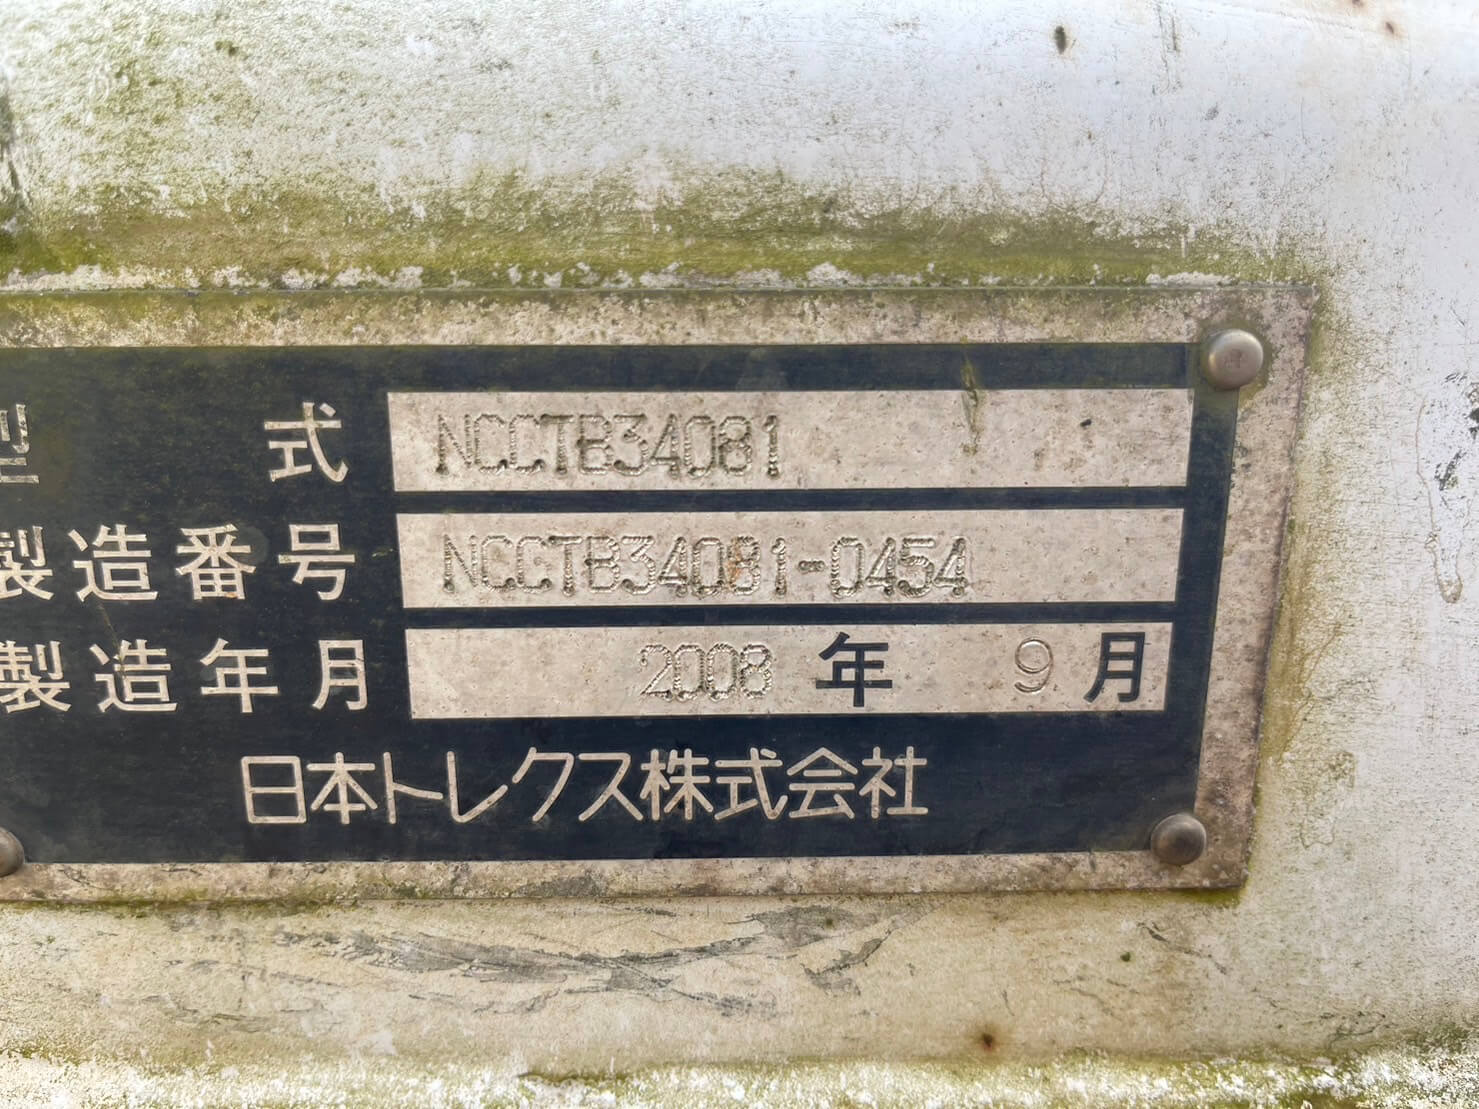 型 式 NCCTB34081
製造番号 NCCTB34081-0454
製造年月 2008 年 9 月
日本トレクス株式会社